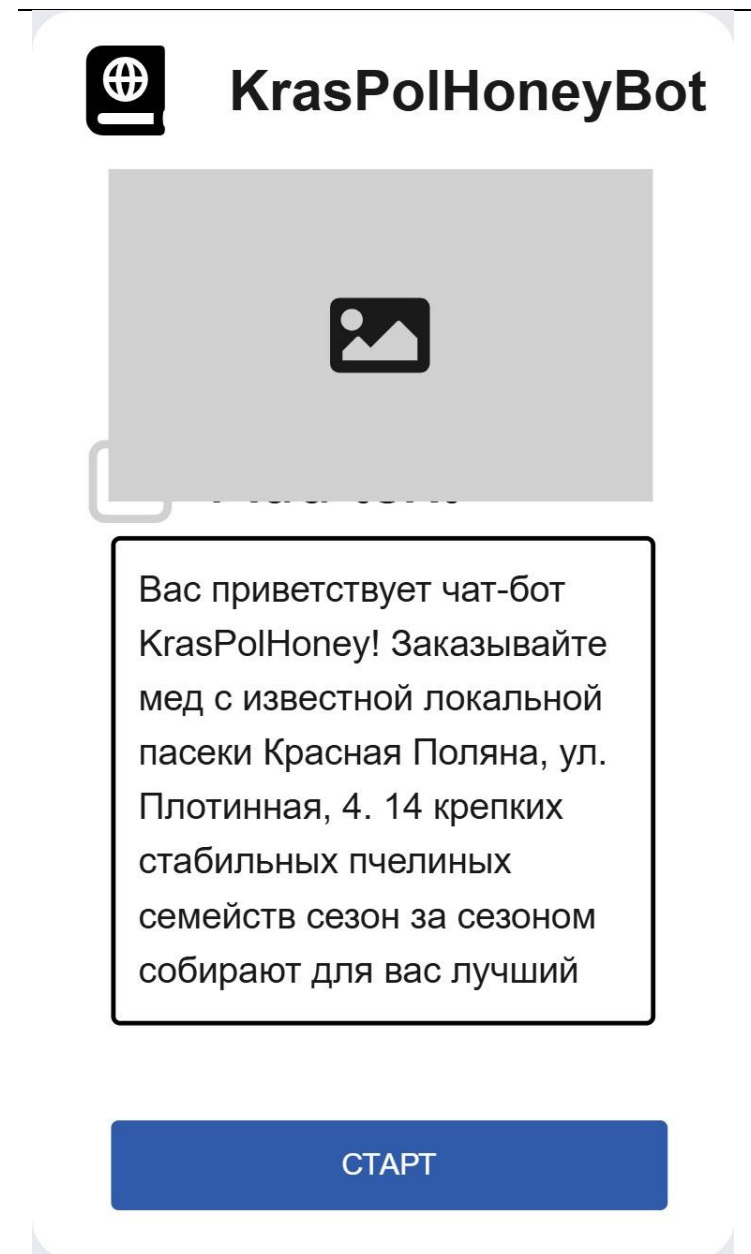 KrasPolHoneyBot
Вас приветствует чат-бот
KrasPolHoney! Заказывайте
мед с известной локальной
пасеки Красная Поляна, ул.
Плотинная, 4. 14 крепких
стабильных пчелиных
семейств сезон за сезоном
собирают для вас лучший
СТАРТ